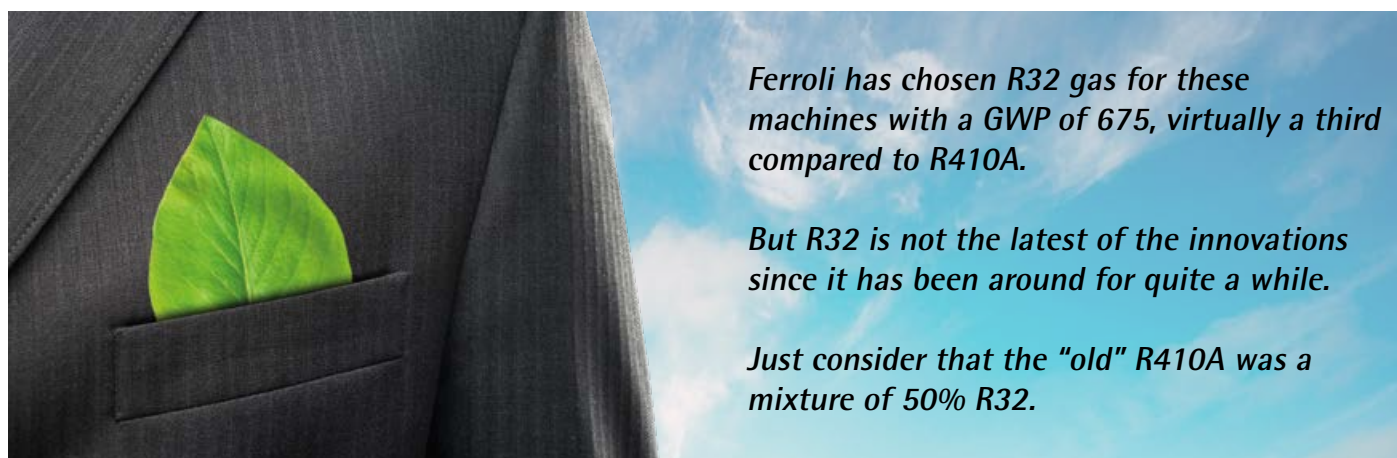 Ferroli has chosen R32 gas for these
machines with a GWP of 675, virtually a third
compared to R410A.
But R32 is not the latest of the innovations
since it has been around for quite a while.
Just consider that the “old” R410A was a
mixture of 50% R32.